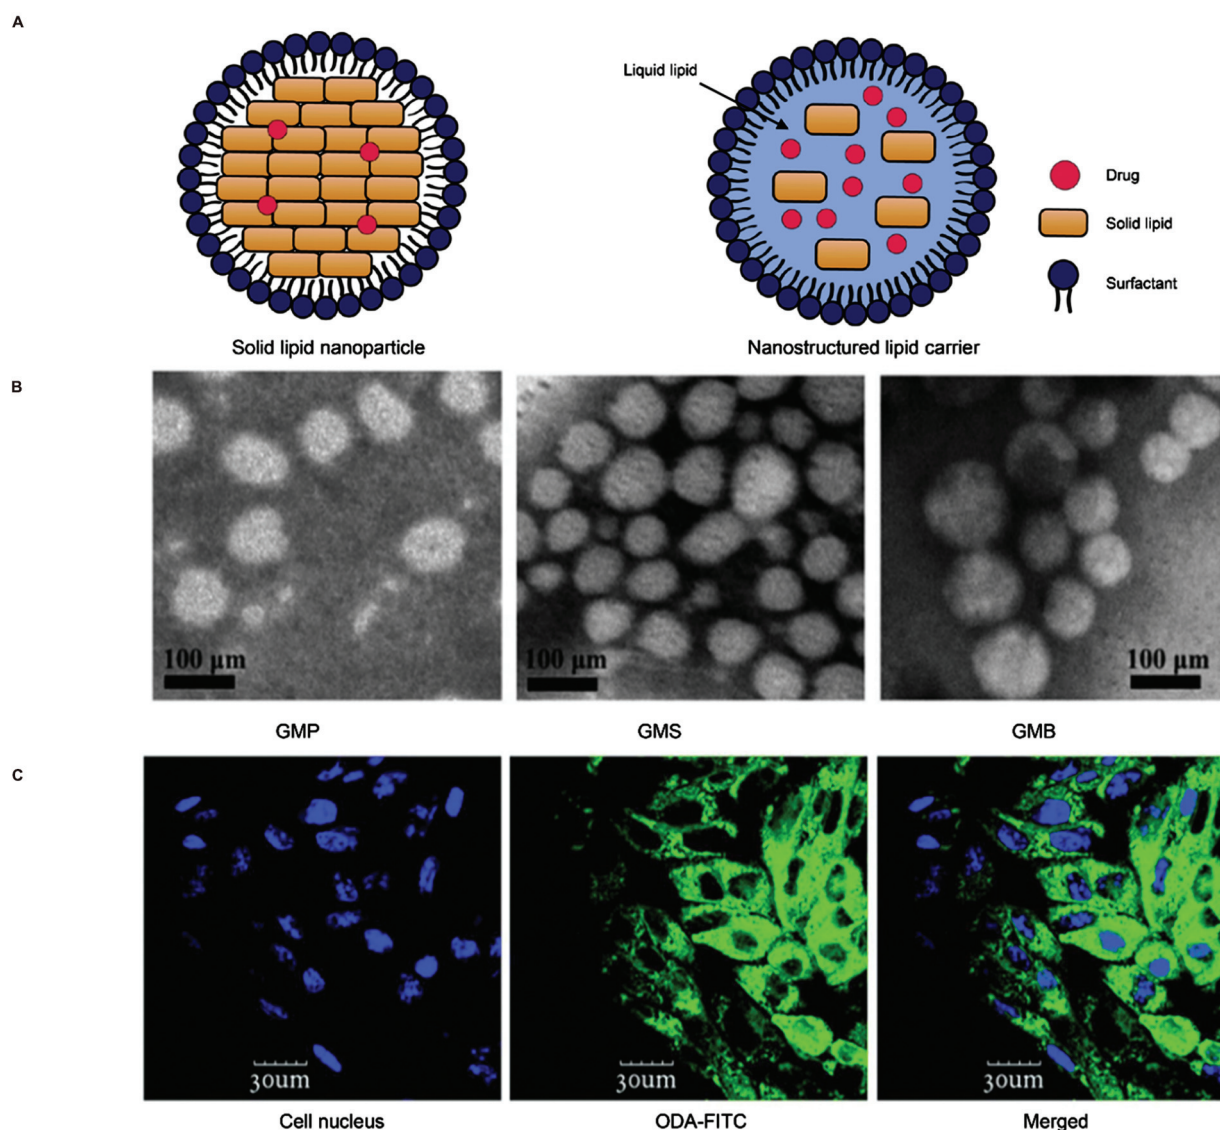 A
Liquid lipid
Drug
Solid lipid
Surfactant
Solid lipid nanoparticle
Nanostructured lipid carrier
B
100 µm
100 µm
100 µm
GMP
GMS
GMB
C
30um
30um
30um
Cell nucleus
ODA-FITC
Merged